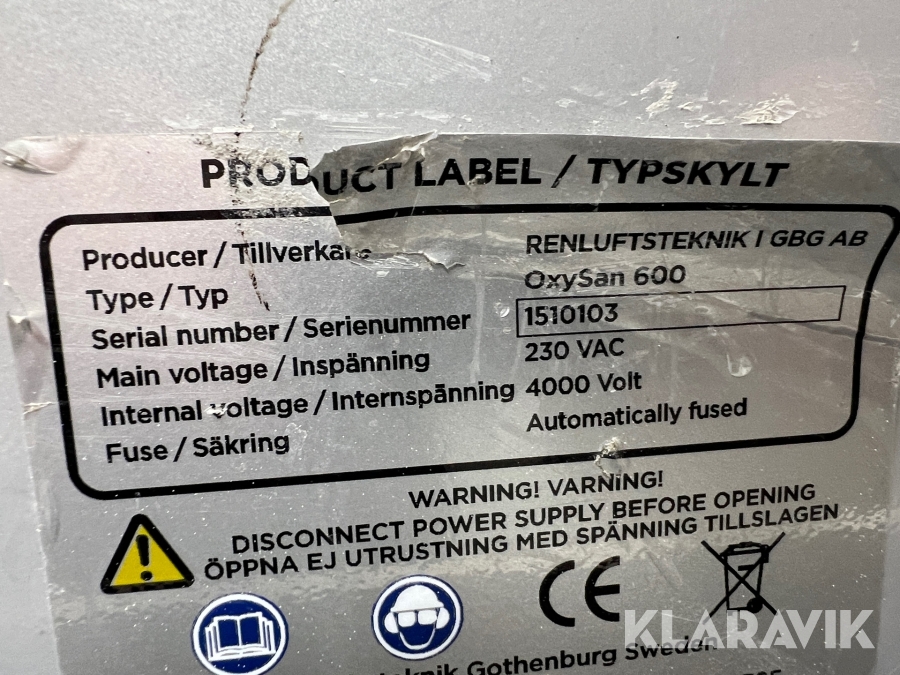 PRODUCT LABEL / TYPSKYLT
Producer / Tillverkare RENLUFTSTEKNIK I GBG AB
Type / Typ OxySan 600
Serial number / Serienummer 1510103
Main voltage / Inspänning 230 VAC
Internal voltage / Internspänning 4000 Volt
Fuse / Säkring Automatically fused
WARNING! VARNING!
DISCONNECT POWER SUPPLY BEFORE OPENING
ÖPPNA EJ UTRUSTNING MED SPÄNNING TILLSLAGEN
CE
KLARAVIK
Gothenburg Sweden